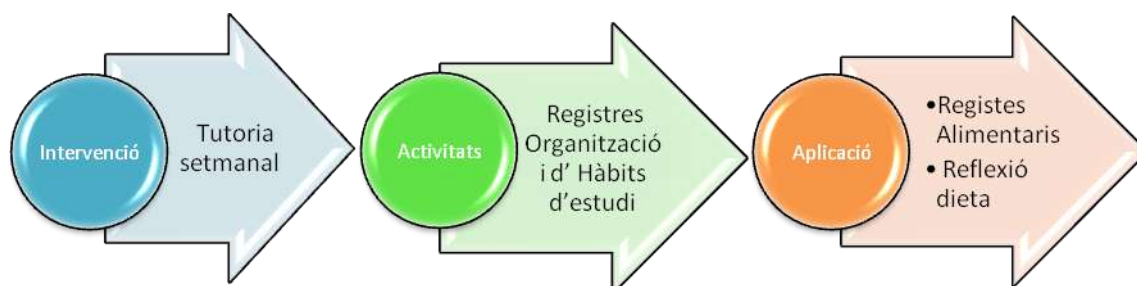 Intervenció
Tutoria
setmanal
Activitats
Registres
Organització
i d' Hàbits
d'estudi
Aplicació
•Registes
Alimentaris
• Reflexió
dieta